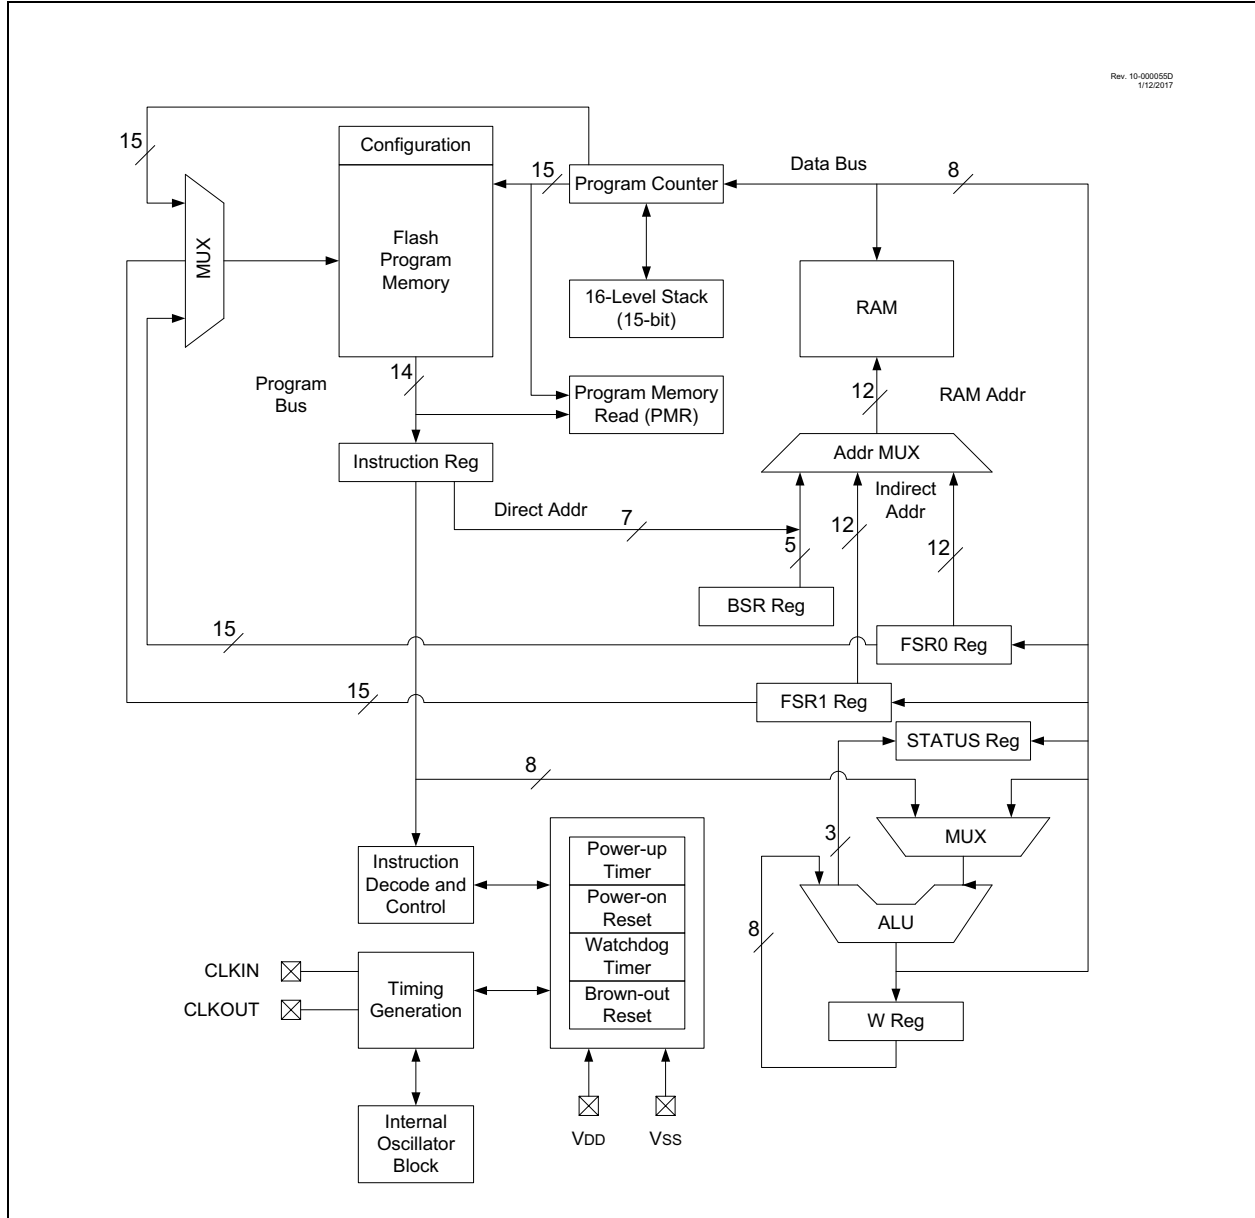 Rev. 10-000055D
1/12/2017
15
Configuration
15
Program Counter
Data Bus
8
MUX
Flash
Program
Memory
16-Level Stack
(15-bit)
RAM
14
Program
Bus
Program Memory
Read (PMR)
12
RAM Addr
Instruction Reg
Addr MUX
Direct Addr
7
Indirect
Addr
12
5
12
BSR Reg
15
FSR0 Reg
15
FSR1 Reg
STATUS Reg
8
3
MUX
Instruction
Decode and
Control
Power-up
Timer
Power-on
Reset
Watchdog
Timer
Brown-out
Reset
ALU
8
CLKIN
CLKOUT
Timing
Generation
W Reg
Internal
Oscillator
Block
VDD
VSS